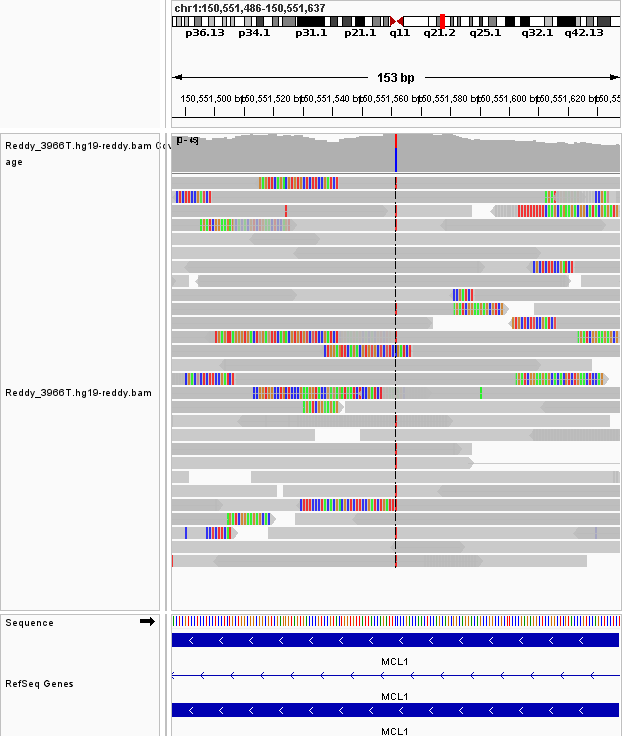 chr1:150,551,486-150,551,637
p36.13 p34.1 p31.1 p21.1 q11 q21.2 q25.1 q32.1 q42.13
153 bp
150,551,500 bp 150,551,520 bp 150,551,540 bp 150,551,560 bp 150,551,580 bp 150,551,600 bp 150,551,620 bp
Reddy_3966T.hg19-reddy.bam Cov
age
Reddy_3966T.hg19-reddy.bam
Sequence
MCL1
RefSeq Genes
MCL1
MCL1